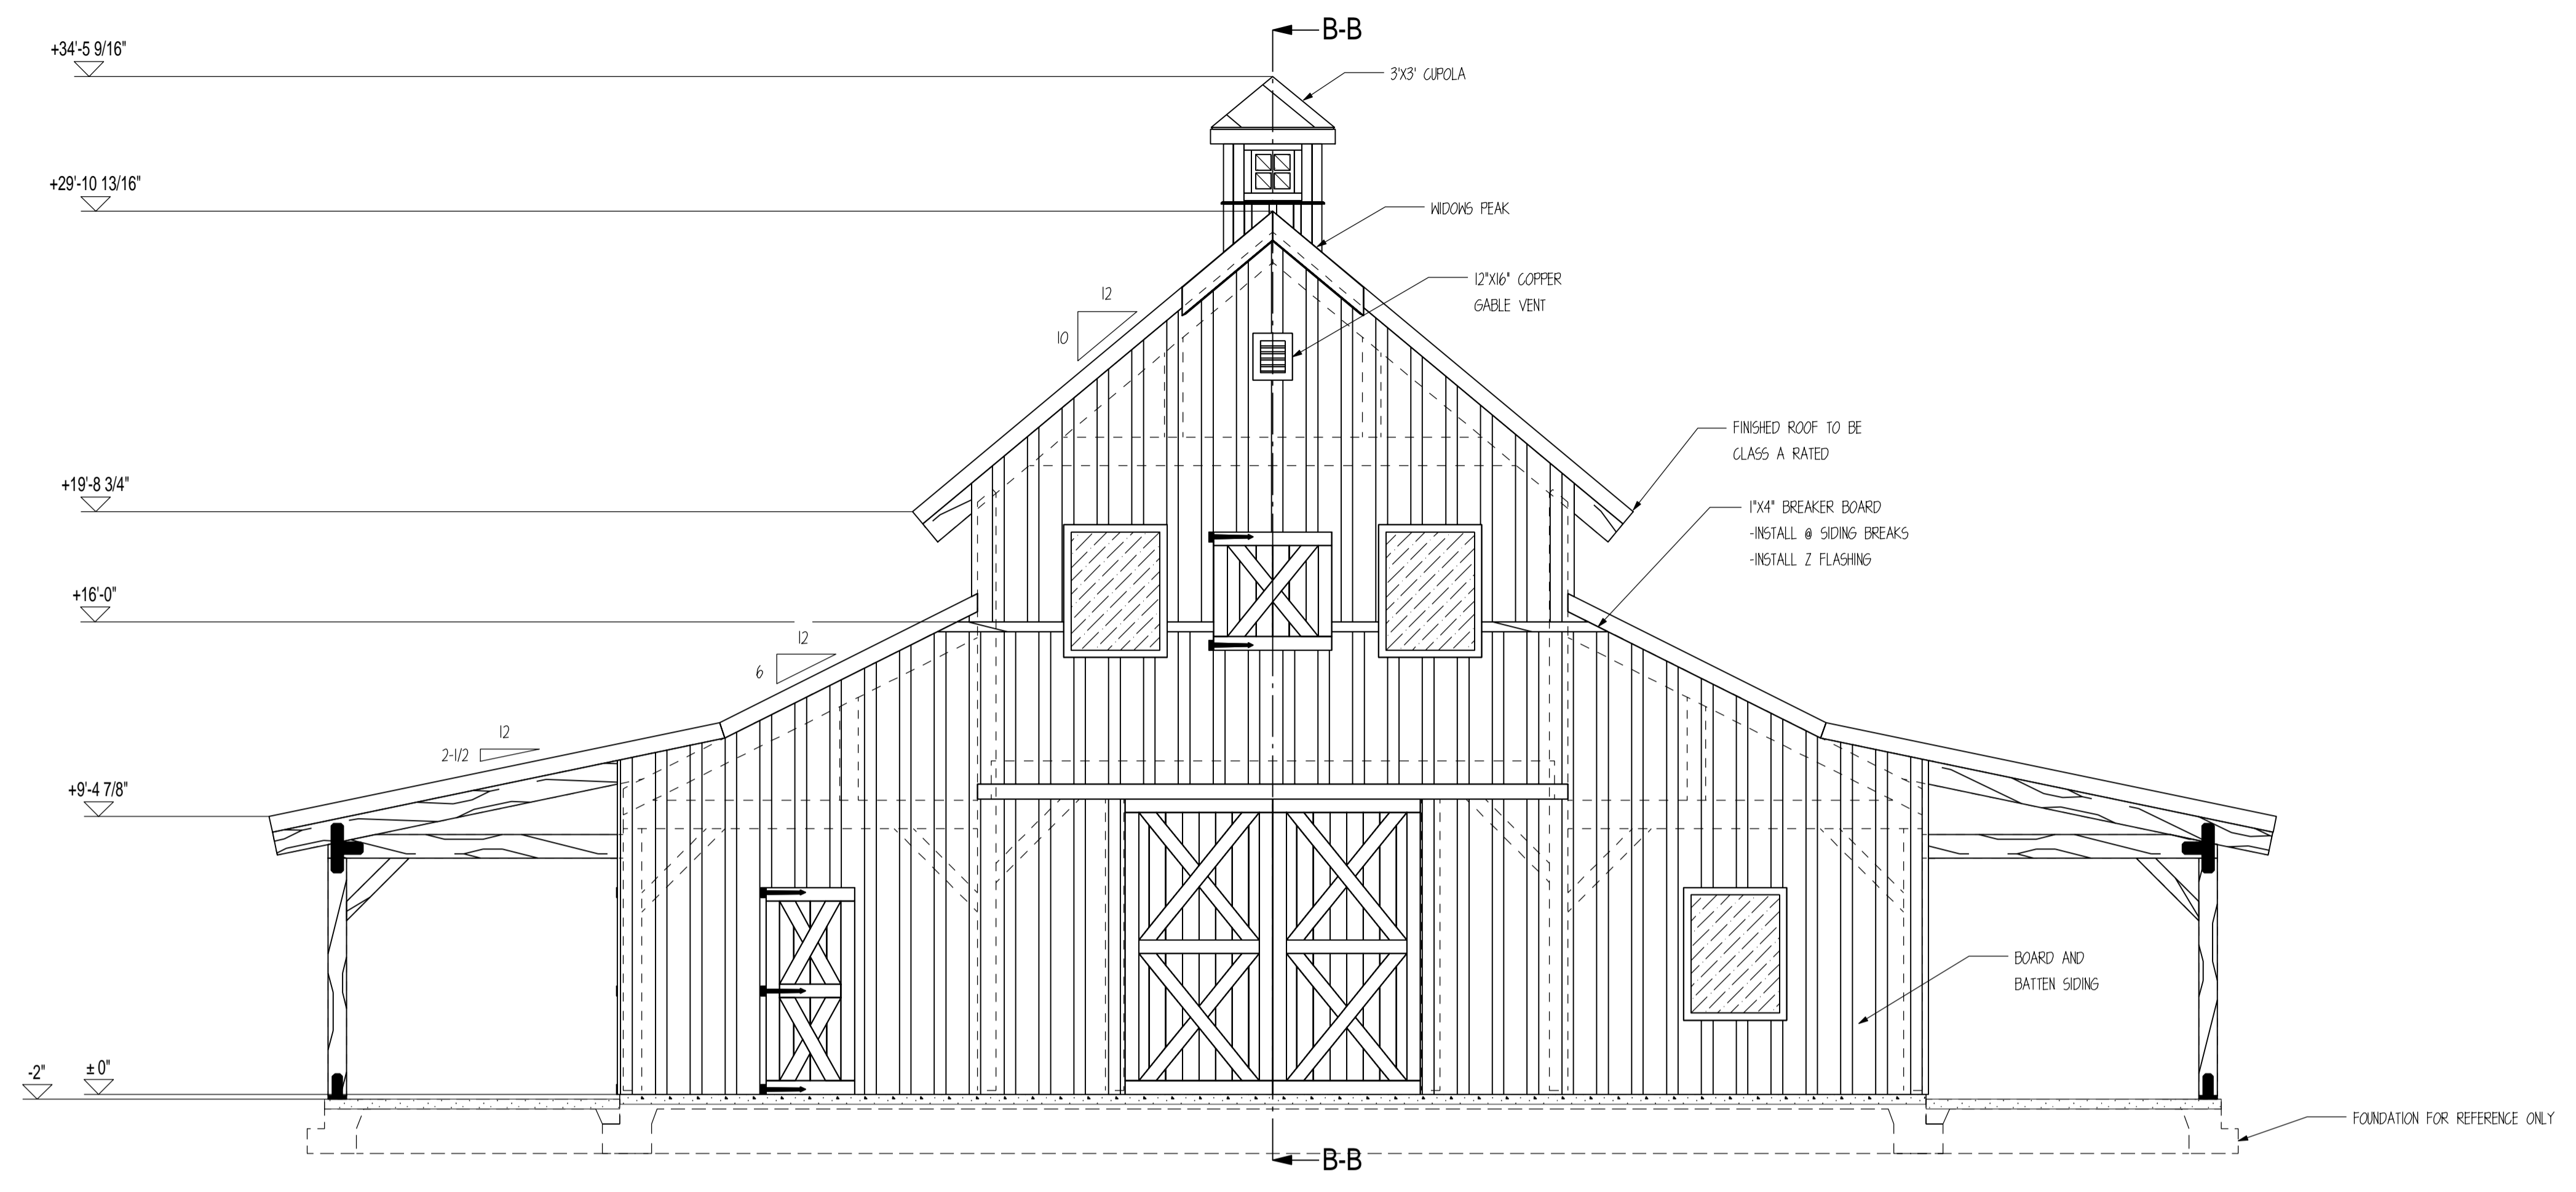 B-B
+34'-5 9/16"
3'X3' CUPOLA
+29'-10 13/16"
WIDOWS PEAK
12"X16" COPPER
GABLE VENT
12
10
FINISHED ROOF TO BE
CLASS A RATED
+19'-8 3/4"
1"X4" BREAKER BOARD
-INSTALL @ SIDING BREAKS
-INSTALL Z FLASHING
+16'-0"
12
6
12
2-1/2
+9'-4 7/8"
BOARD AND
BATTEN SIDING
-2"
±0"
FOUNDATION FOR REFERENCE ONLY
B-B